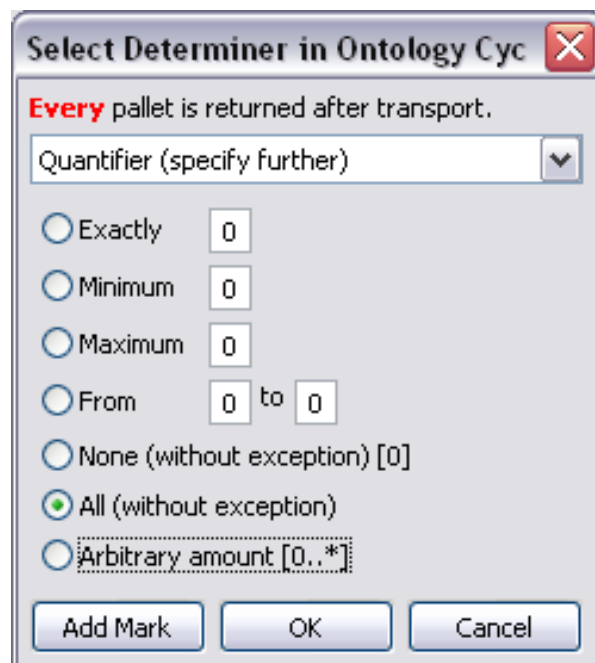 Select Determiner in Ontology Cyc
Every pallet is returned after transport.
Quantifier (specify further)
Exactly 0
Minimum 0
Maximum 0
From 0 to 0
None (without exception) [0]
All (without exception)
Arbitrary amount [0..*]
Add Mark OK Cancel